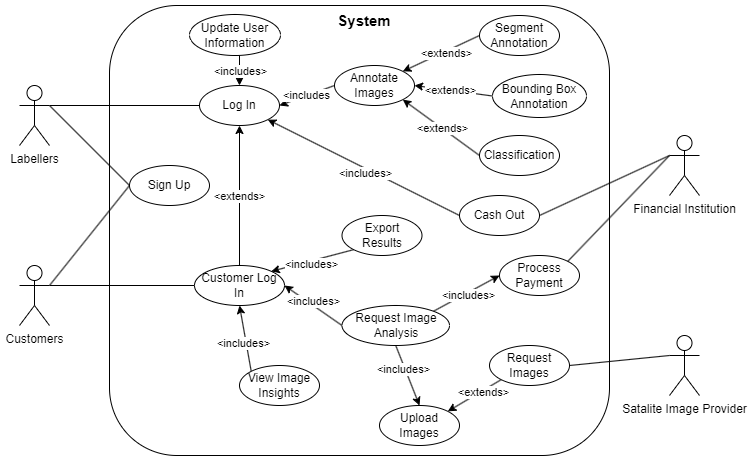 System
Update User
Information
<includes>
Log In
<includes
Annotate
Images
<extends>
Segment
Annotation
<extends>
Bounding Box
Annotation
<extends>
Classification
Labellers
Sign Up
<extends>
<includes>
Cash Out
Financial Institution
Export
Results
<includes>
Customer Log
In
Customers
<includes>
Request Image
Analysis
<includes>
Process
Payment
<includes>
View Image
Insights
<includes>
Upload
Images
<extends>
Request
Images
Satalite Image Provider